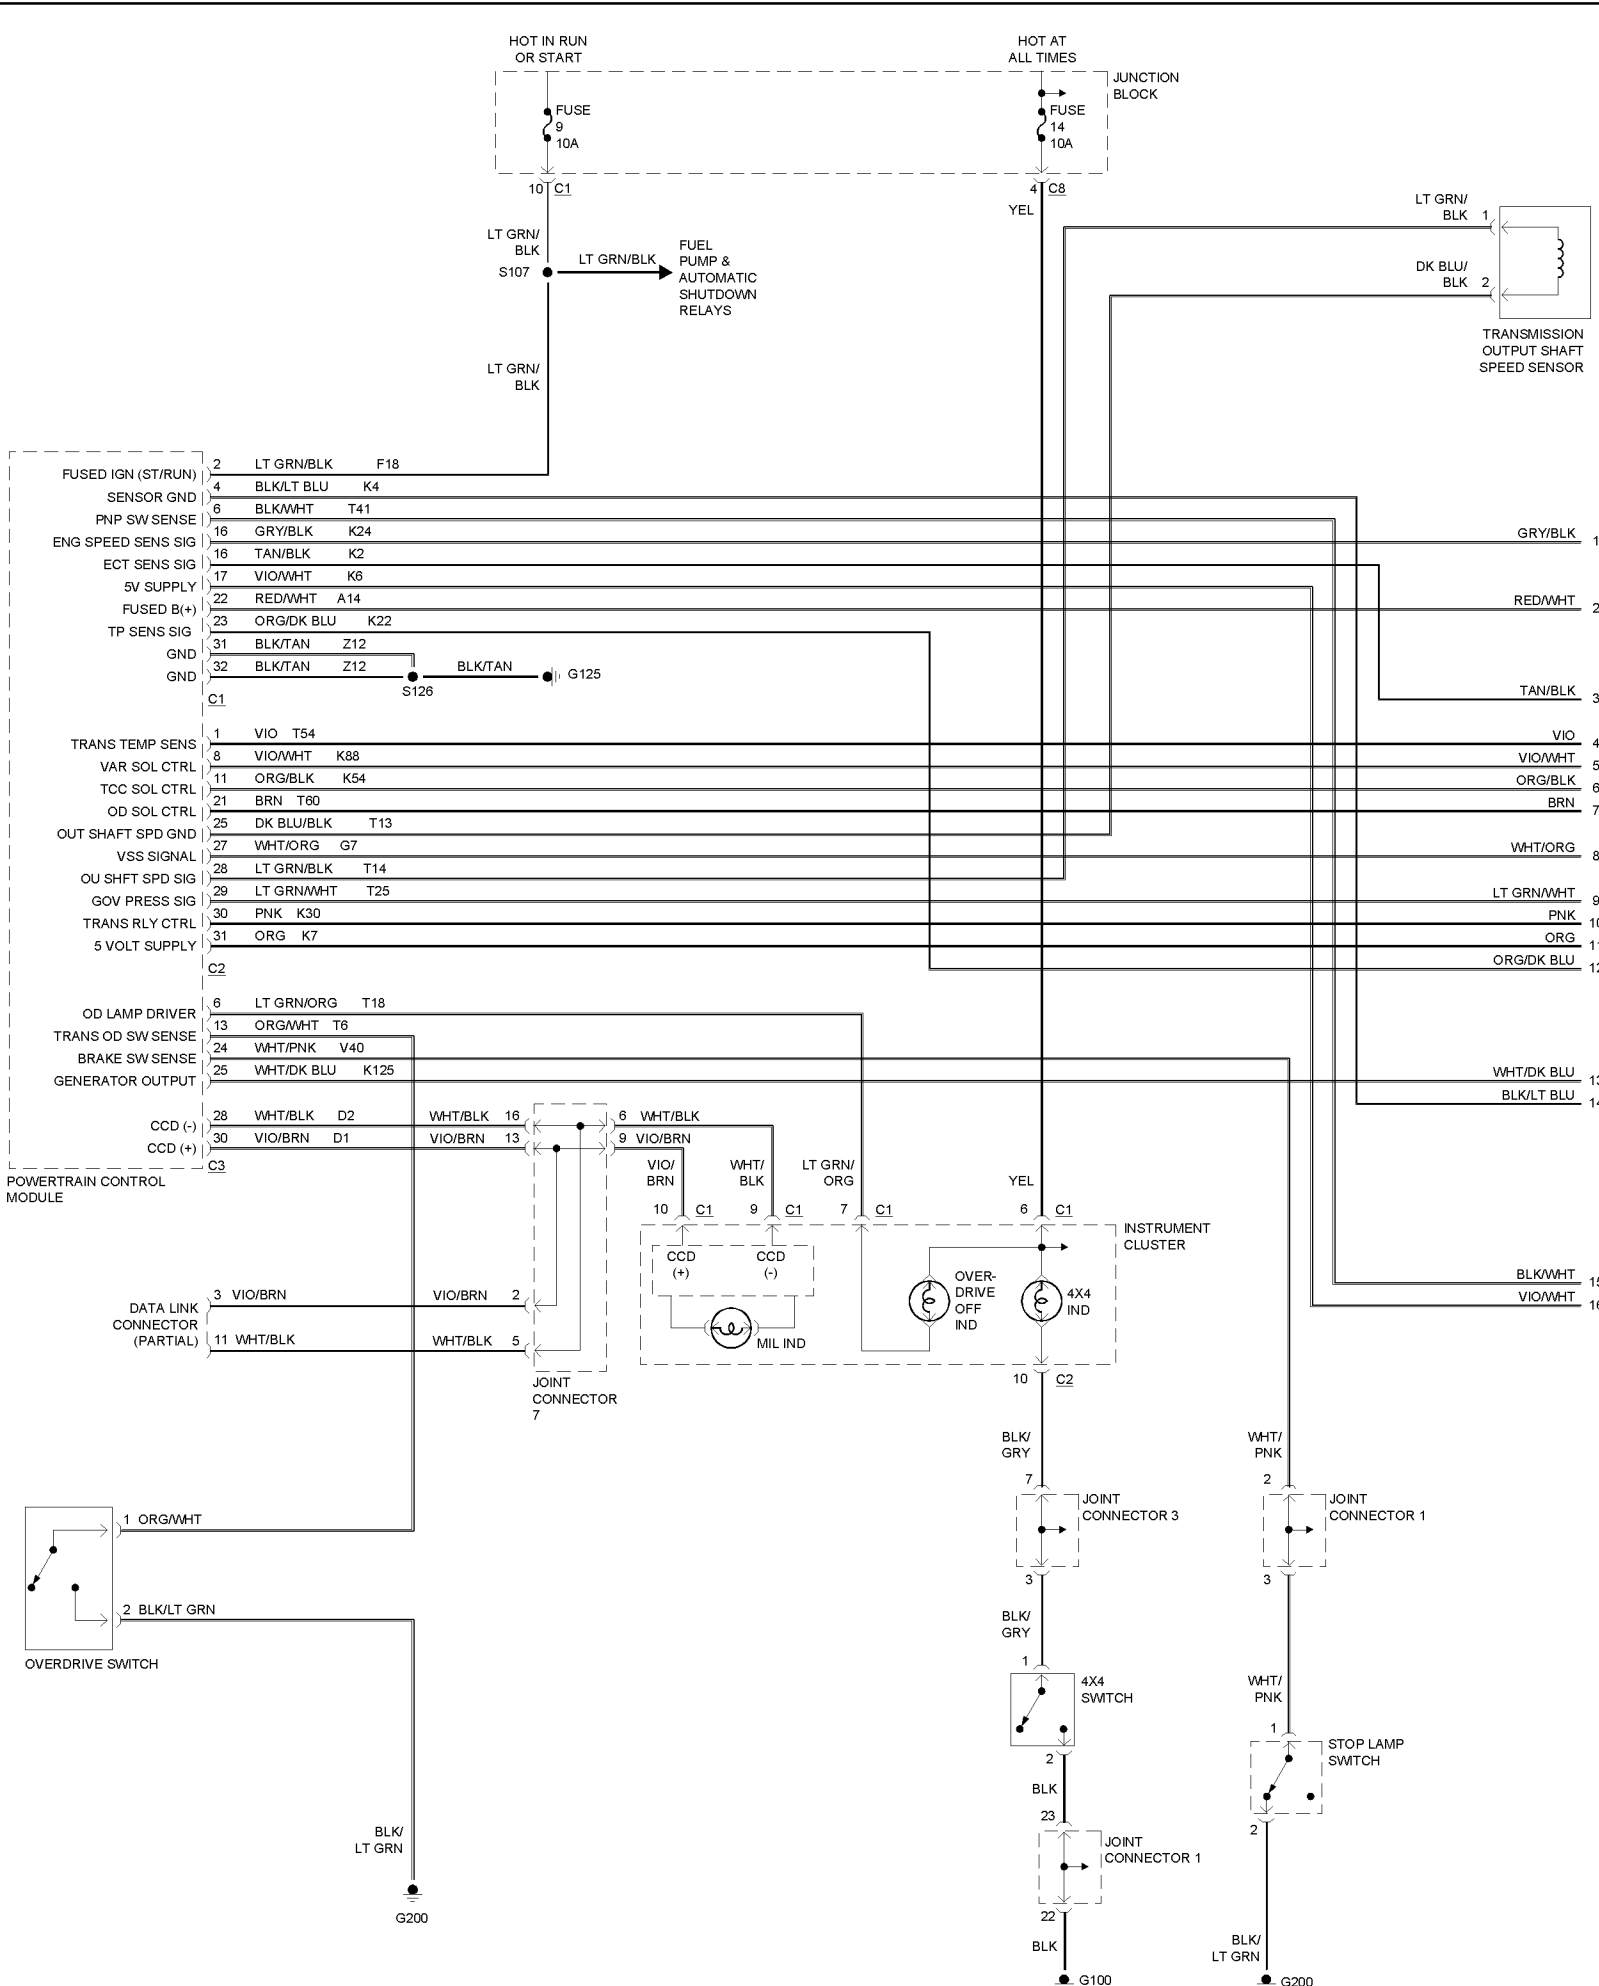 HOT IN RUN
OR START
HOT AT
ALL TIMES
JUNCTION
BLOCK
FUSE
9
10A
FUSE
14
10A
10 C1
4 C8
YEL
LT GRN/
BLK
S107
LT GRN/BLK
FUEL
PUMP &
AUTOMATIC
SHUTDOWN
RELAYS
LT GRN/
BLK
LT GRN/
BLK 1
DK BLU/
BLK 2
TRANSMISSION
OUTPUT SHAFT
SPEED SENSOR
FUSED IGN (ST/RUN) 2 LT GRN/BLK F18
SENSOR GND 4 BLK/LT BLU K4
PNP SW SENSE 6 BLK/WHT T41
ENG SPEED SENS SIG 16 GRY/BLK K24 GRY/BLK 1
ECT SENS SIG 16 TAN/BLK K2
5V SUPPLY 17 VIO/WHT K6
FUSED B(+) 22 RED/WHT A14 RED/WHT 2
TP SENS SIG 23 ORG/DK BLU K22
GND 31 BLK/TAN Z12
GND 32 BLK/TAN Z12
S126
BLK/TAN
G125
C1
TAN/BLK 3
TRANS TEMP SENS 1 VIO T54 VIO 4
VAR SOL CTRL 8 VIO/WHT K88 VIO/WHT 5
TCC SOL CTRL 11 ORG/BLK K54 ORG/BLK 6
OD SOL CTRL 21 BRN T60 BRN 7
OUT SHAFT SPD GND 25 DK BLU/BLK T13
VSS SIGNAL 27 WHT/ORG G7 WHT/ORG 8
OU SHFT SPD SIG 28 LT GRN/BLK T14
GOV PRESS SIG 29 LT GRN/WHT T25 LT GRN/WHT 9
TRANS RLY CTRL 30 PNK K30 PNK 10
5 VOLT SUPPLY 31 ORG K7 ORG 11
C2
ORG/DK BLU 12
OD LAMP DRIVER 6 LT GRN/ORG T18
TRANS OD SW SENSE 13 ORG/WHT T6
BRAKE SW SENSE 24 WHT/PNK V40
GENERATOR OUTPUT 25 WHT/DK BLU K125 WHT/DK BLU 13
BLK/LT BLU 14
CCD (-) 28 WHT/BLK D2 WHT/BLK 16 6 WHT/BLK
CCD (+) 30 VIO/BRN D1 VIO/BRN 13 9 VIO/BRN
C3
POWERTRAIN CONTROL
MODULE
VIO/
BRN
WHT/
BLK
LT GRN/
ORG
YEL
10 C1
9 C1
7 C1
6 C1
INSTRUMENT
CLUSTER
CCD
(+)
CCD
(-)
MIL IND
OVER-
DRIVE
OFF
IND
4X4
IND
BLK/WHT 15
VIO/WHT 16
DATA LINK
CONNECTOR
(PARTIAL)
3 VIO/BRN VIO/BRN 2
11 WHT/BLK WHT/BLK 5
JOINT
CONNECTOR
7
10 C2
BLK/
GRY
7
JOINT
CONNECTOR 3
3
BLK/
GRY
1
4X4
SWITCH
2
BLK
23
JOINT
CONNECTOR 1
22
BLK
G100
WHT/
PNK
2
JOINT
CONNECTOR 1
3
WHT/
PNK
1
STOP LAMP
SWITCH
2
BLK/
LT GRN
G200
1 ORG/WHT
2 BLK/LT GRN
OVERDRIVE SWITCH
BLK/
LT GRN
G200